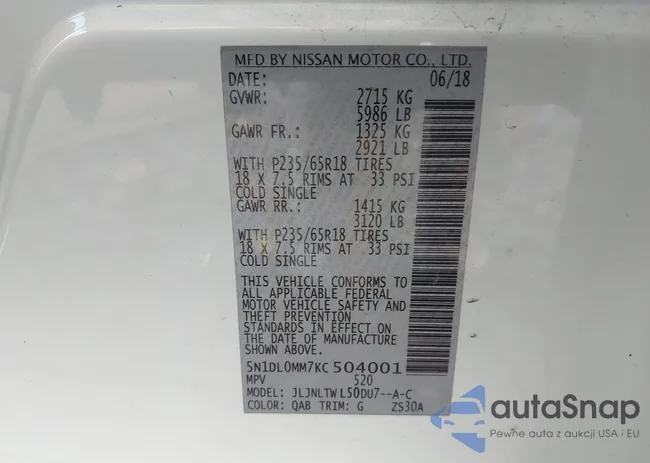 MFD BY NISSAN MOTOR CO., LTD.
DATE: 06/18
GVWR: 2715 KG
5986 LB
GAWR FR.: 1325 KG
2921 LB
WITH P235/65R18 TIRES
18 X 7.5 RIMS AT 33 PSI
COLD SINGLE
GAWR RR.: 1415 KG
3120 LB
WITH P235/65R18 TIRES
18 X 7.5 RIMS AT 33 PSI
COLD SINGLE
THIS VEHICLE CONFORMS TO
ALL APPLICABLE FEDERAL
MOTOR VEHICLE SAFETY AND
THEFT PREVENTION
STANDARDS IN EFFECT ON
THE DATE OF MANUFACTURE
SHOWN ABOVE.
5N1DL0MM7KC504001
MPV 520
MODEL: JLJNLTWL50DU7--A-C
COLOR: QAB TRIM: G ZS30A
autoSnap
Pewne auta z aukcji USA i EU